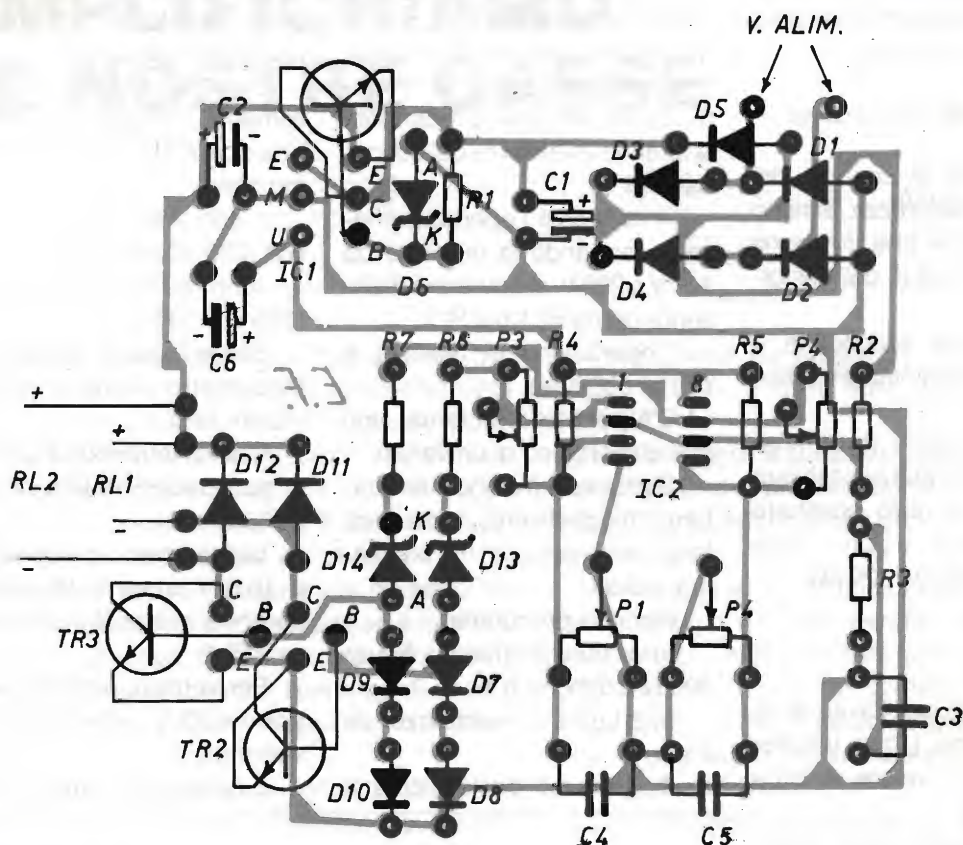 V. ALIM.
C2
D5
D3
D1
E
E
A
C1
M
C
R1
+
-
U
B
K
IC1
D6
D4
D2
- +
C6
R7
R6
P3
R4
R5
P4
R2
1
8
+
+
D12
D11
RL2
RL1
IC2
K
-
D14
D13
R3
-
C
C
A
P1
P4
B
B
TR3
E
E
D9
D7
C3
TR2
D10
D8
C4
C5
+ -